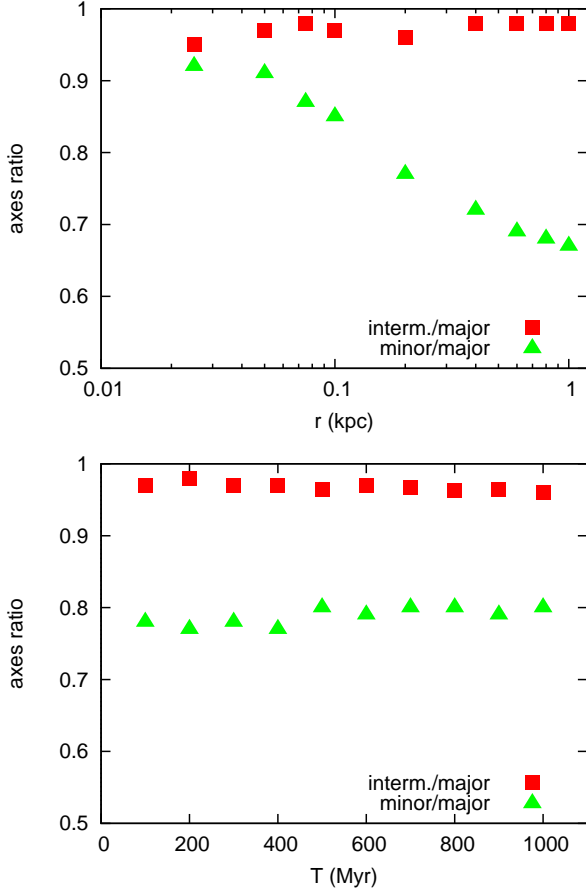 1
0.9
0.8
0.7
0.6
0.5
axes ratio
interm./major
minor/major
0.01 0.1 1
r (kpc)
1
0.9
0.8
0.7
0.6
0.5
axes ratio
interm./major
minor/major
0 200 400 600 800 1000
T (Myr)